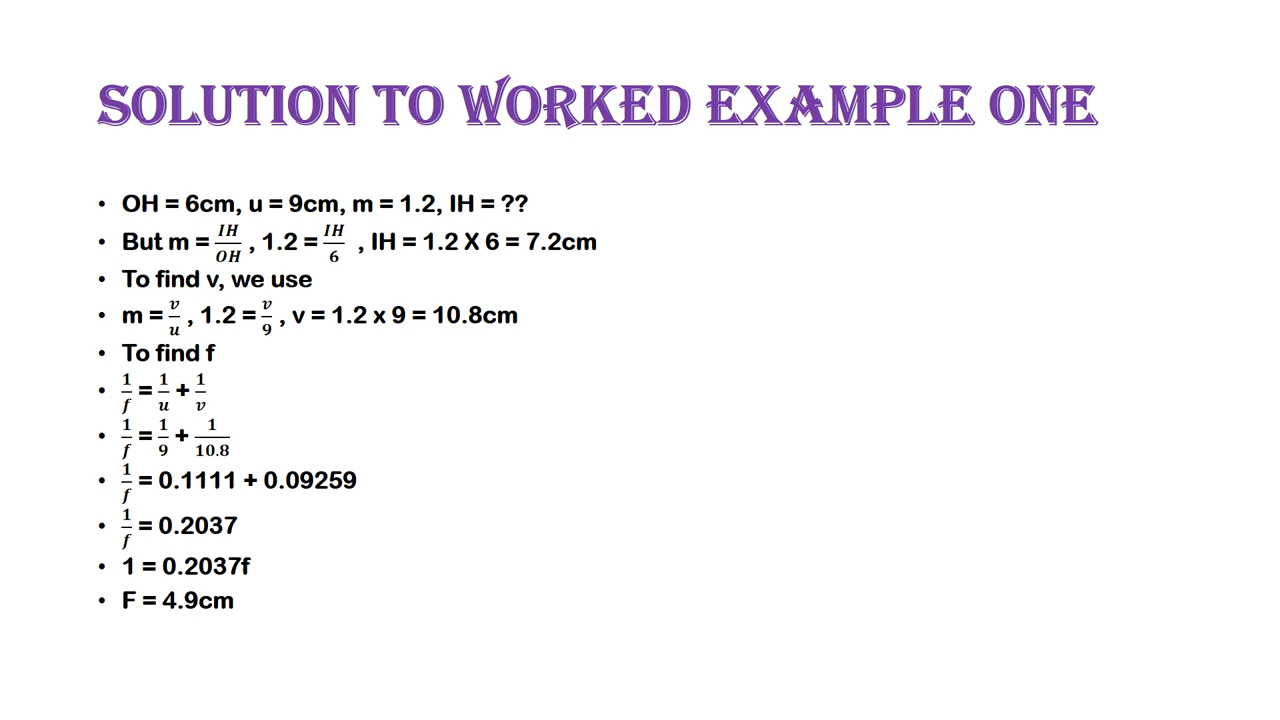 SOLUTION TO WORKED EXAMPLE ONE
• OH = 6cm, u = 9cm, m = 1.2, IH = ??
• But m = IH/OH , 1.2 = IH/6 , IH = 1.2 X 6 = 7.2cm
• To find v, we use
• m = v/u , 1.2 = v/9 , v = 1.2 x 9 = 10.8cm
• To find f
• 1/f = 1/u + 1/v
• 1/f = 1/9 + 1/10.8
• 1/f = 0.1111 + 0.09259
• 1/f = 0.2037
• 1 = 0.2037f
• F = 4.9cm